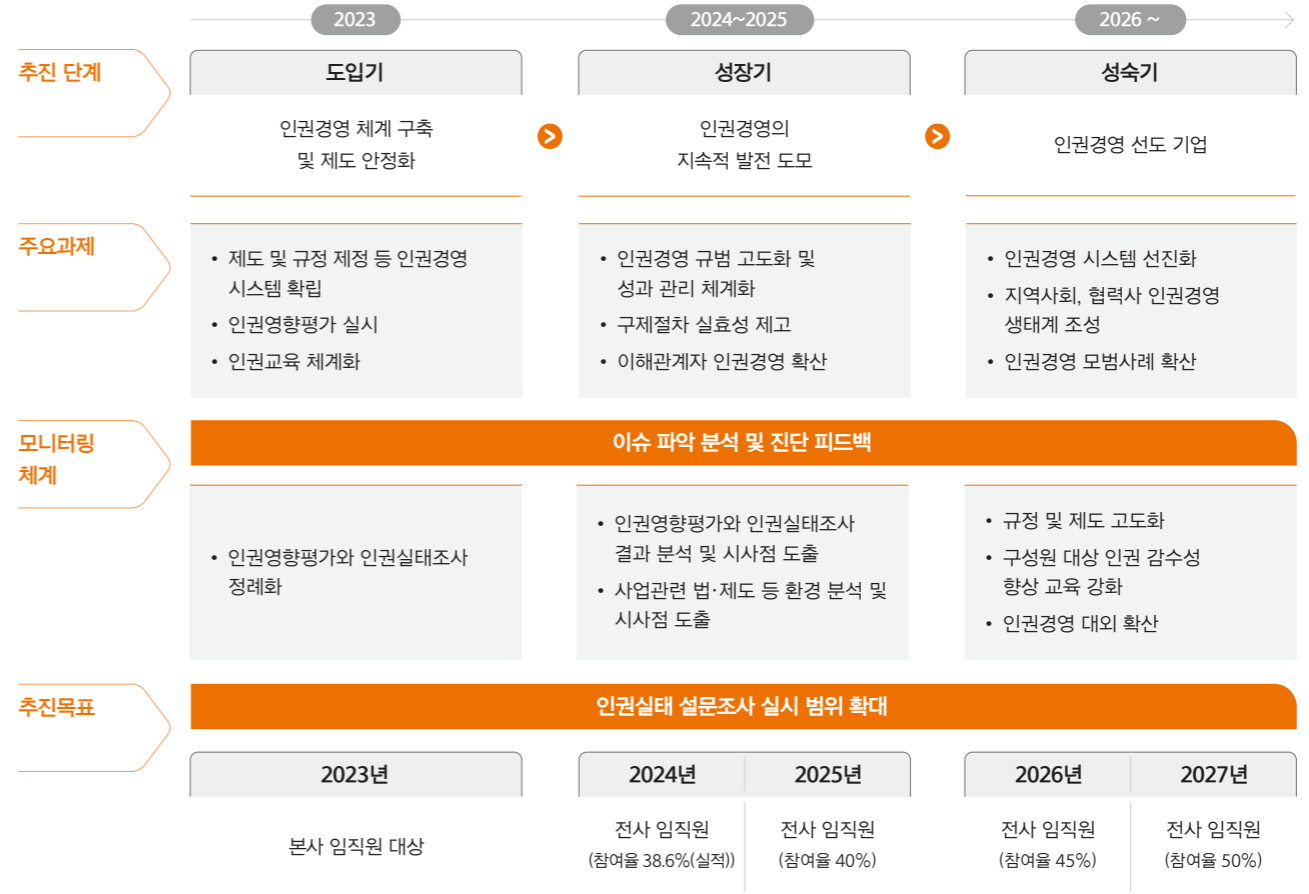 2023
2024~2025
2026 ~
추진 단계
도입기
성장기
성숙기
인권경영 체계 구축
및 제도 안정화
인권경영의
지속적 발전 도모
인권경영 선도 기업
주요과제
• 제도 및 규정 제정 등 인권경영
시스템 확립
• 인권영향평가 실시
• 인권교육 체계화
• 인권경영 규범 고도화 및
성과 관리 체계화
• 구제절차 실효성 제고
• 이해관계자 인권경영 확산
• 인권경영 시스템 선진화
• 지역사회, 협력사 인권경영
생태계 조성
• 인권경영 모범사례 확산
모니터링
체계
이슈 파악 분석 및 진단 피드백
• 인권영향평가와 인권실태조사
정례화
• 인권영향평가와 인권실태조사
결과 분석 및 시사점 도출
• 사업관련 법·제도 등 환경 분석 및
시사점 도출
• 규정 및 제도 고도화
• 구성원 대상 인권 감수성
향상 교육 강화
• 인권경영 대외 확산
추진목표
인권실태 설문조사 실시 범위 확대
2023년
2024년
2025년
2026년
2027년
본사 임직원 대상
전사 임직원
(참여율 38.6%(실적))
전사 임직원
(참여율 40%)
전사 임직원
(참여율 45%)
전사 임직원
(참여율 50%)